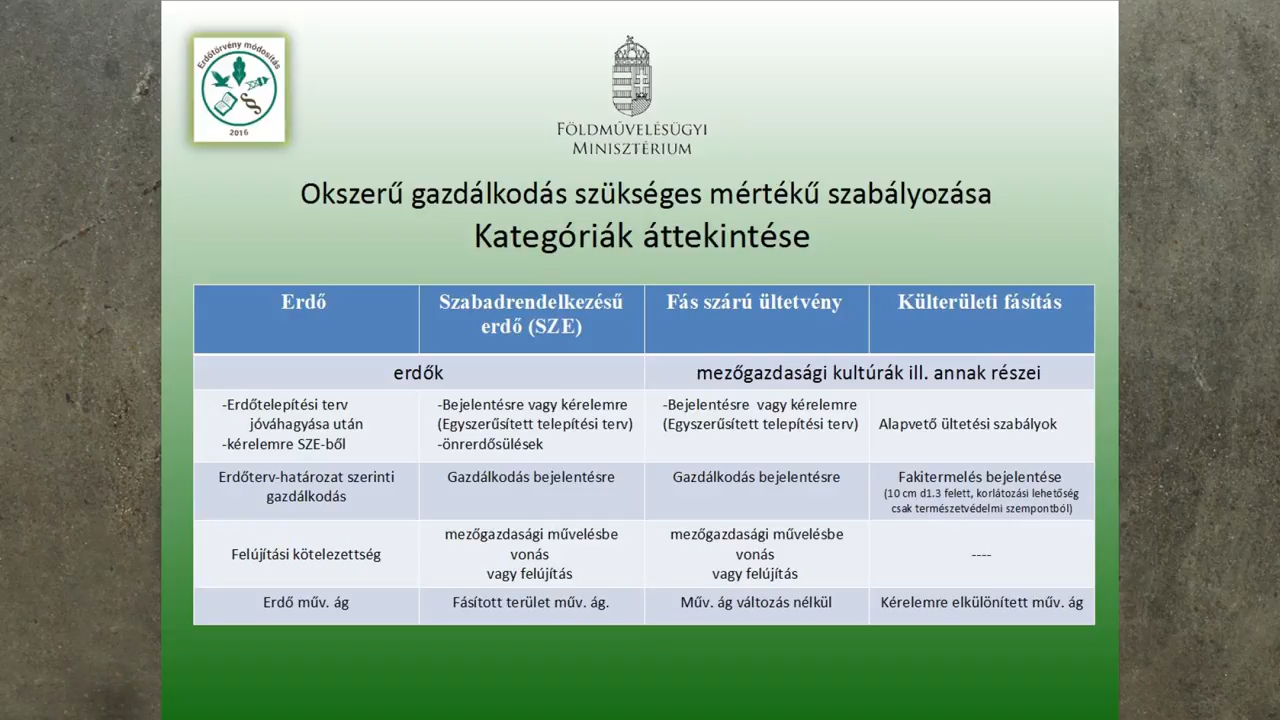 Erdőtörvény módosítás
2016
FÖLDMŰVELÉSÜGYI
MINISZTÉRIUM
Okszerű gazdálkodás szükséges mértékű szabályozása
Kategóriák áttekintése
Erdő
Szabadrendelkezésű
erdő (SZE)
Fás szárú ültetvény
Külterületi fásítás
erdők
mezőgazdasági kultúrák ill. annak részei
-Erdőtelepítési terv
jóváhagyása után
-kérelemre SZE-ből
-Bejelentésre vagy kérelemre
(Egyszerűsített telepítési terv)
-önrerdősülések
-Bejelentésre vagy kérelemre
(Egyszerűsített telepítési terv)
Alapvető ültetési szabályok
Erdőterv-határozat szerinti
gazdálkodás
Gazdálkodás bejelentésre
Gazdálkodás bejelentésre
Fakitermelés bejelentése
(10 cm d1.3 felett, korlátozási lehetőség
csak természetvédelmi szempontból)
Felújítási kötelezettség
mezőgazdasági művelésbe
vonás
vagy felújítás
mezőgazdasági művelésbe
vonás
vagy felújítás
----
Erdő műv. ág
Fásított terület műv. ág.
Műv. ág változás nélkül
Kérelemre elkülönített műv. ág